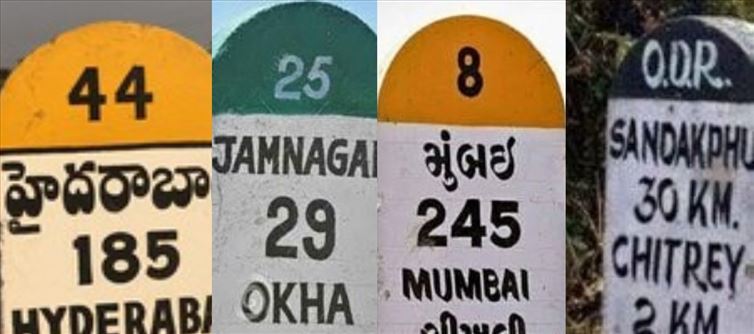 44
హైదరాబా
185
HYDERABA
25
JAMNAGA
29
OKHA
8
મુંબઇ
245
MUMBAI
O.D.R.
SANDAKPHU
30 KM.
CHITREY
2 KM